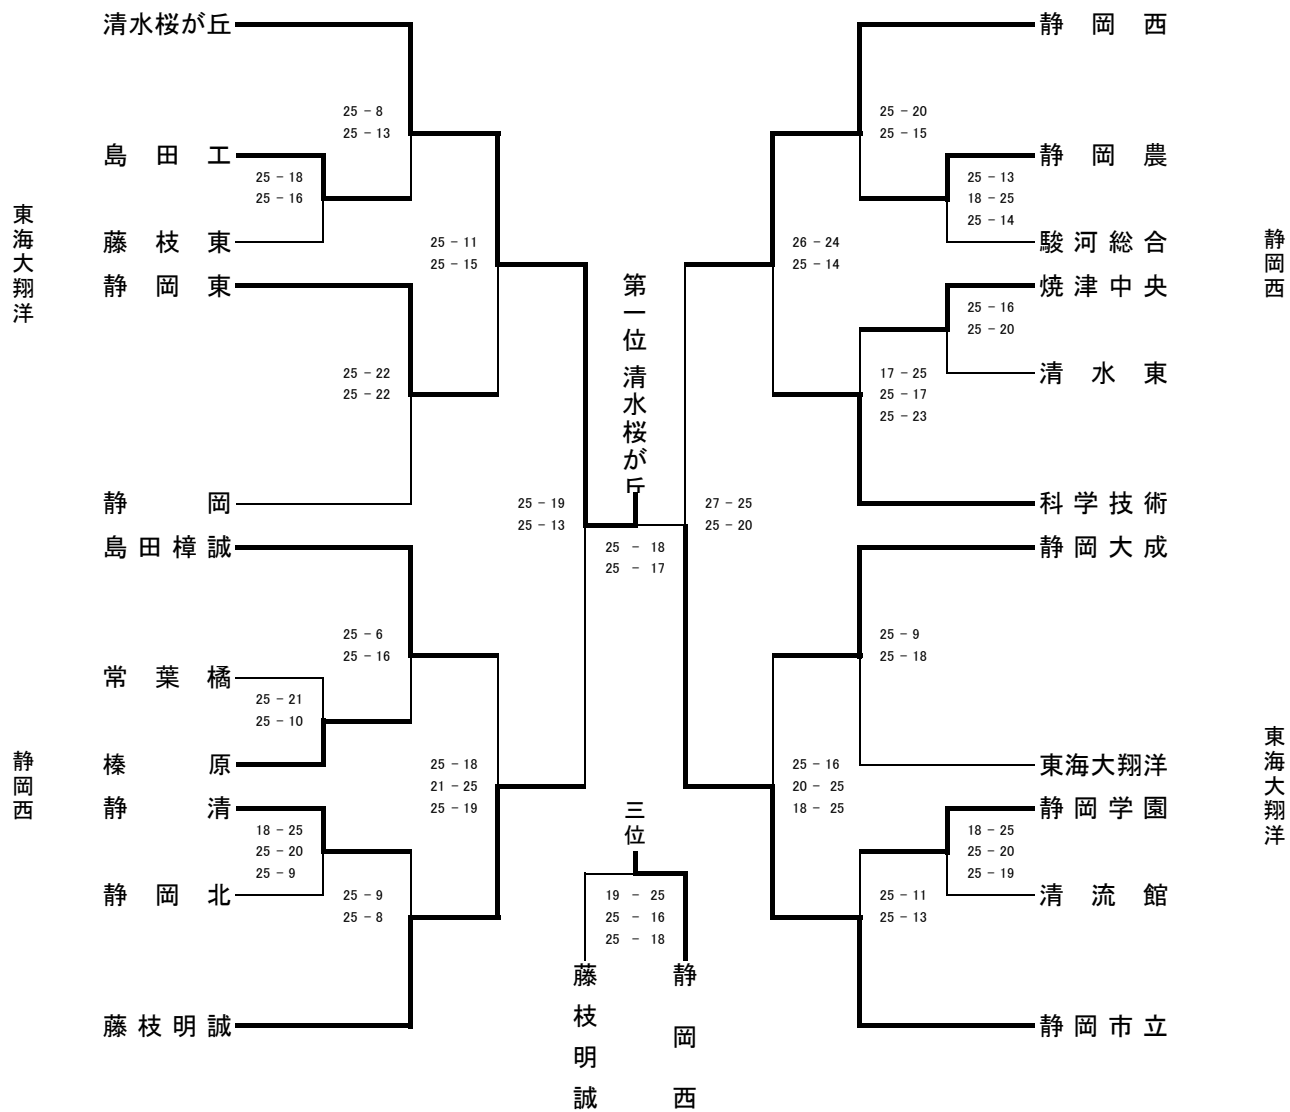 清水桜が丘
25 - 8
25 - 13
島田工
25 - 18
25 - 16
藤枝東
25 - 11
25 - 15
静岡東
25 - 22
25 - 22
静岡
東海大翔洋
島田樟誠
25 - 6
25 - 16
常葉橘
25 - 21
25 - 10
榛原
25 - 18
21 - 25
25 - 19
静清
18 - 25
25 - 20
25 - 9
静岡北
25 - 9
25 - 8
藤枝明誠
静岡西
25 - 19
25 - 13
第一位 清水桜が丘
25 - 18
25 - 17
27 - 25
25 - 20
三位
19 - 25
25 - 16
25 - 18
藤枝明誠
静岡西
静岡西
25 - 20
25 - 15
静岡農
25 - 13
18 - 25
25 - 14
駿河総合
26 - 24
25 - 14
焼津中央
25 - 16
25 - 20
清水東
17 - 25
25 - 17
25 - 23
科学技術
静岡西
静岡大成
25 - 9
25 - 18
東海大翔洋
25 - 16
20 - 25
18 - 25
静岡学園
18 - 25
25 - 20
25 - 19
清流館
25 - 11
25 - 13
静岡市立
東海大翔洋